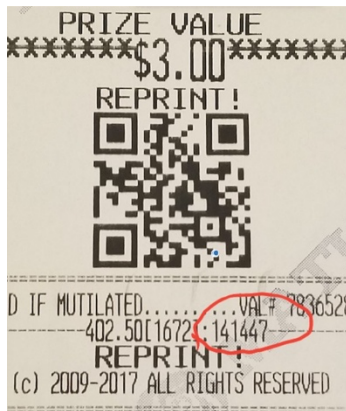 PRIZE VALUE
XXXXXXX$3.00XXXXXXX
REPRINT!
D IF MUTILATED...... ...VAL# 7836528
-------402.50[1672[:141447----------
REPRINT!
(c) 2009-2017 ALL RIGHTS RESERVED